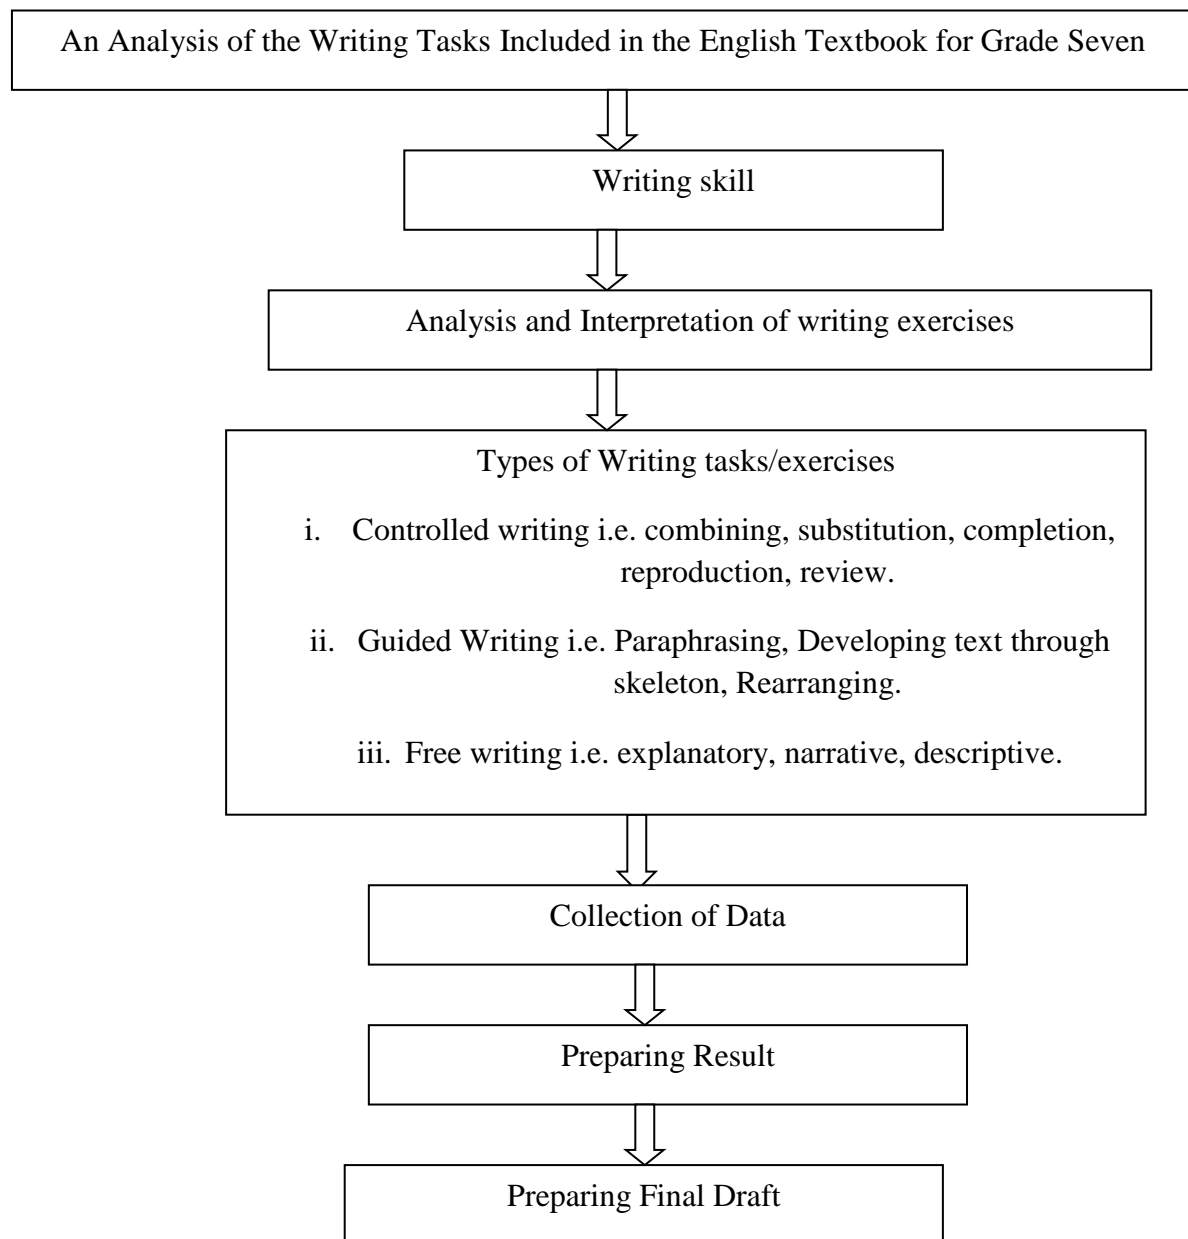 An Analysis of the Writing Tasks Included in the English Textbook for Grade Seven
Writing skill
Analysis and Interpretation of writing exercises
Types of Writing tasks/exercises
i. Controlled writing i.e. combining, substitution, completion,
reproduction, review.
ii. Guided Writing i.e. Paraphrasing, Developing text through
skeleton, Rearranging.
iii. Free writing i.e. explanatory, narrative, descriptive.
Collection of Data
Preparing Result
Preparing Final Draft